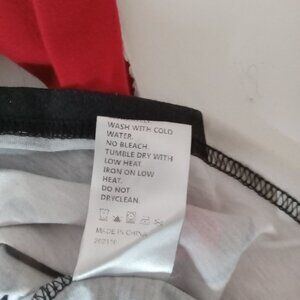 WASH WITH COLD
WATER.
NO BLEACH.
TUMBLE DRY WITH
LOW HEAT.
IRON ON LOW
HEAT.
DO NOT
DRYCLEAN.
MADE IN CHINA